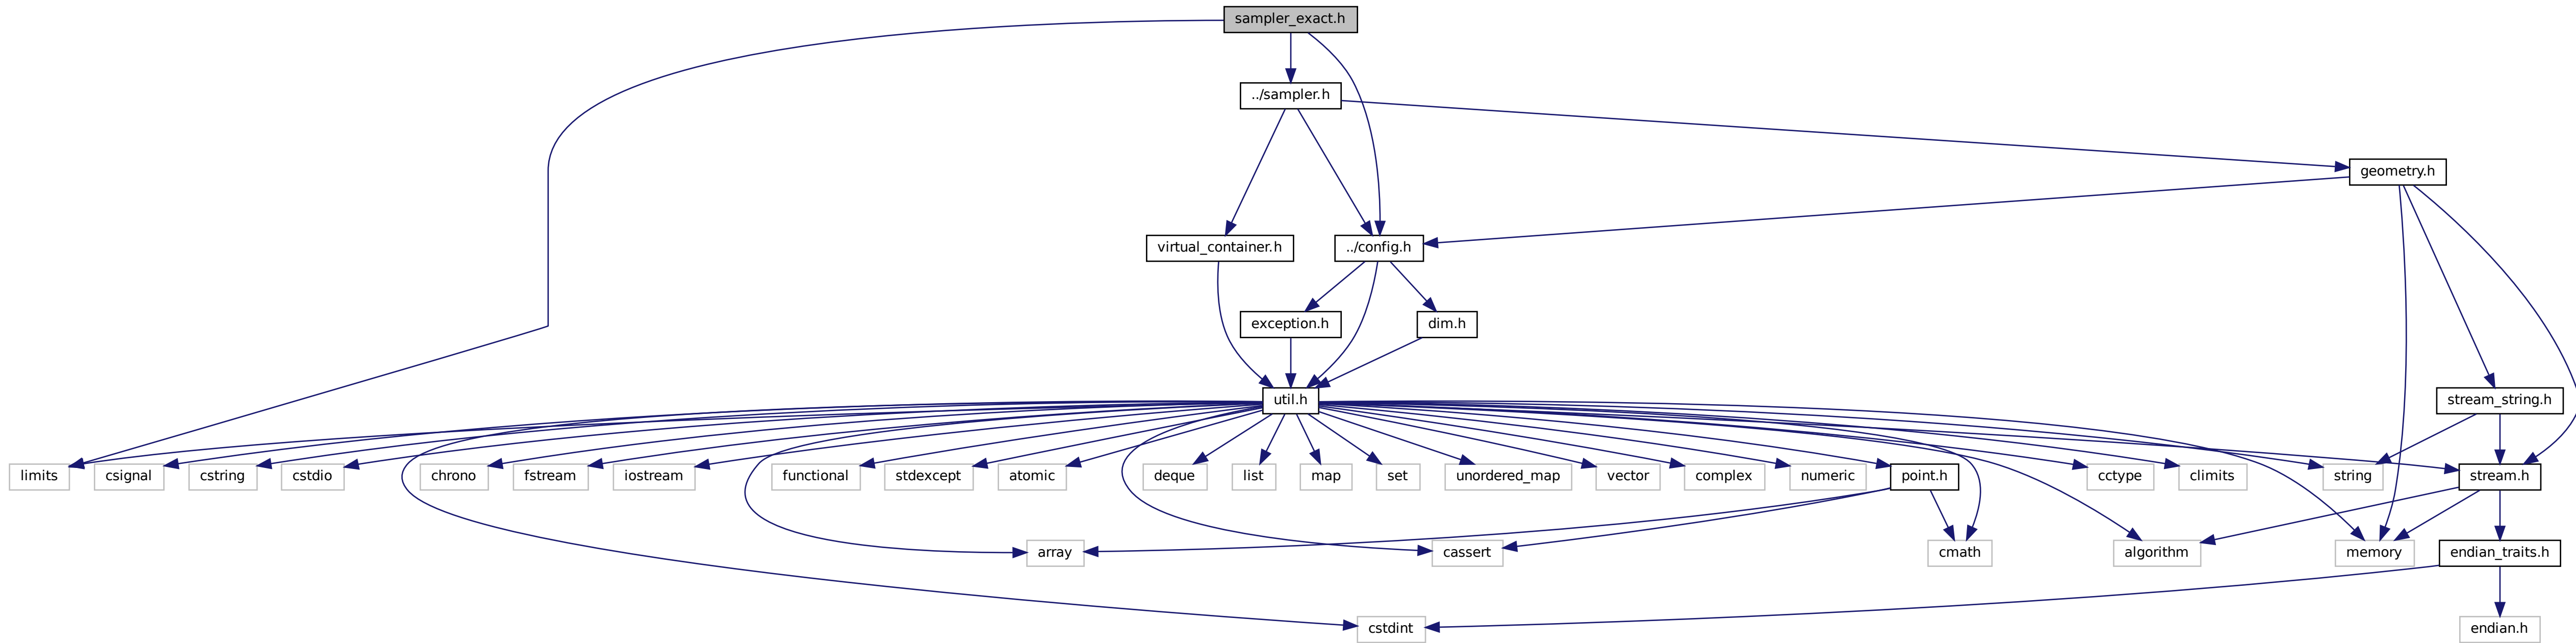 sampler_exact.h
../sampler.h
geometry.h
virtual_container.h
../config.h
exception.h
dim.h
util.h
stream_string.h
limits
csignal
cstring
cstdio
chrono
fstream
iostream
functional
stdexcept
atomic
deque
list
map
set
unordered_map
vector
complex
numeric
point.h
cctype
climits
string
stream.h
array
cassert
cmath
algorithm
memory
endian_traits.h
cstdint
endian.h